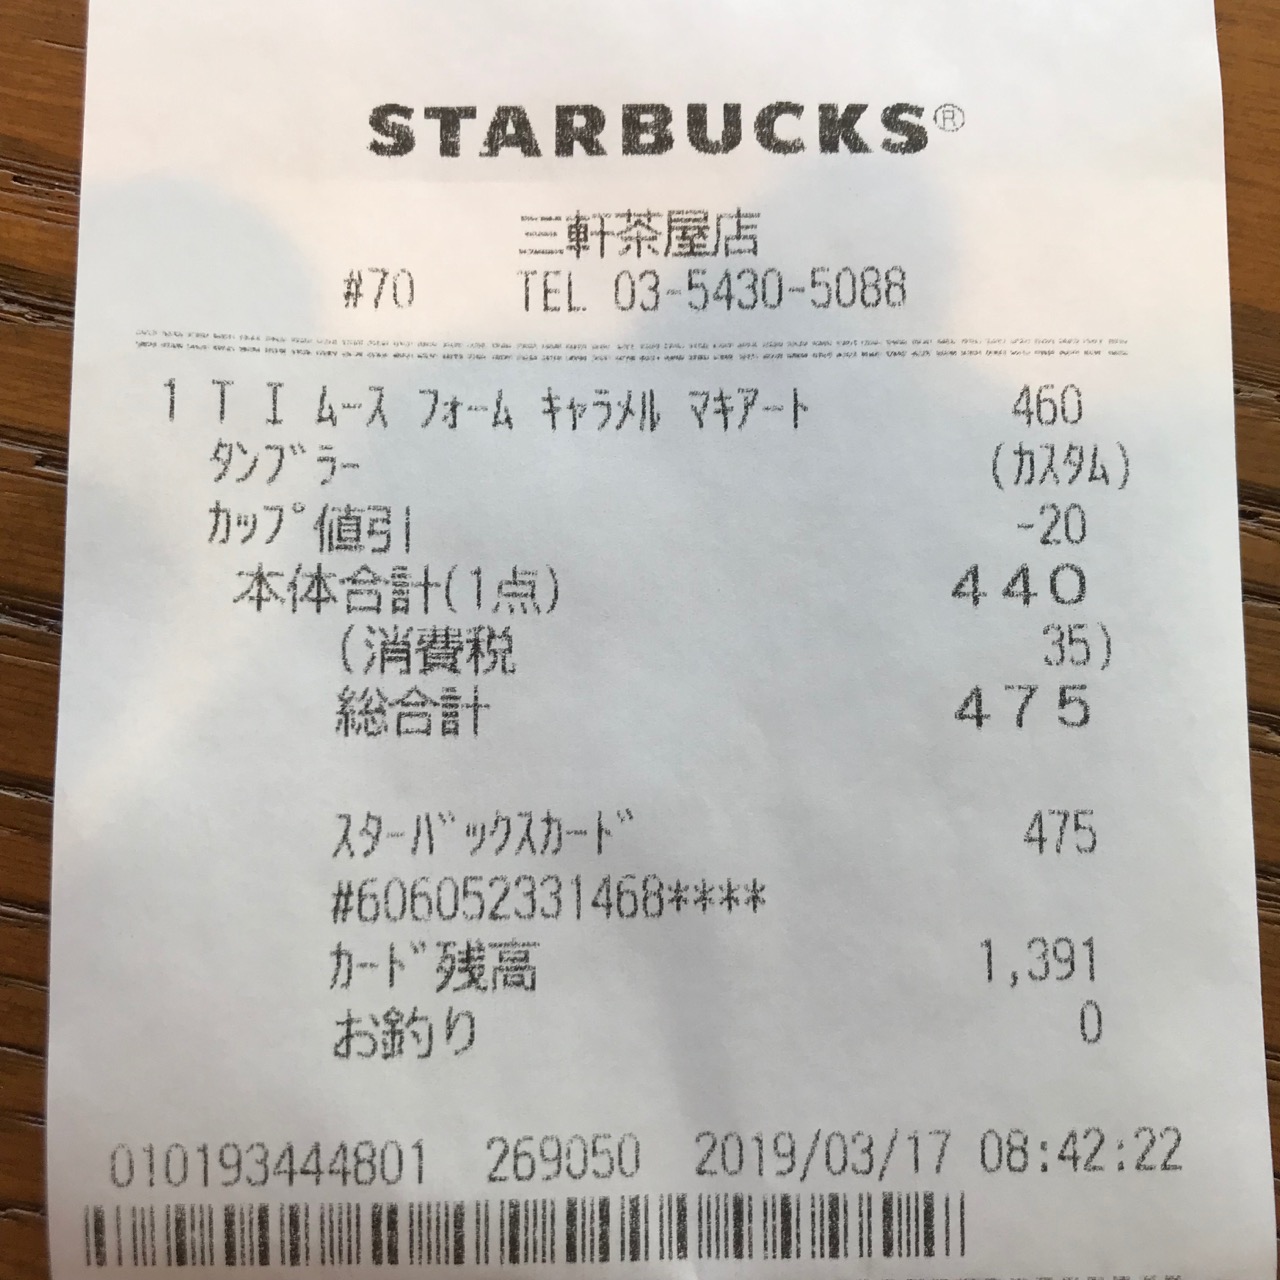 STARBUCKS®
三軒茶屋店
#70 TEL 03-5430-5088
1 T I ムース フォーム キャラメル マキアート 460
タンブラー (カスタム)
カップ値引 -20
本体合計(1点) 440
(消費税 35)
総合計 475
スターバックスカード 475
#606052331468****
カード残高 1,391
お釣り 0
010193444801 269050 2019/03/17 08:42:22